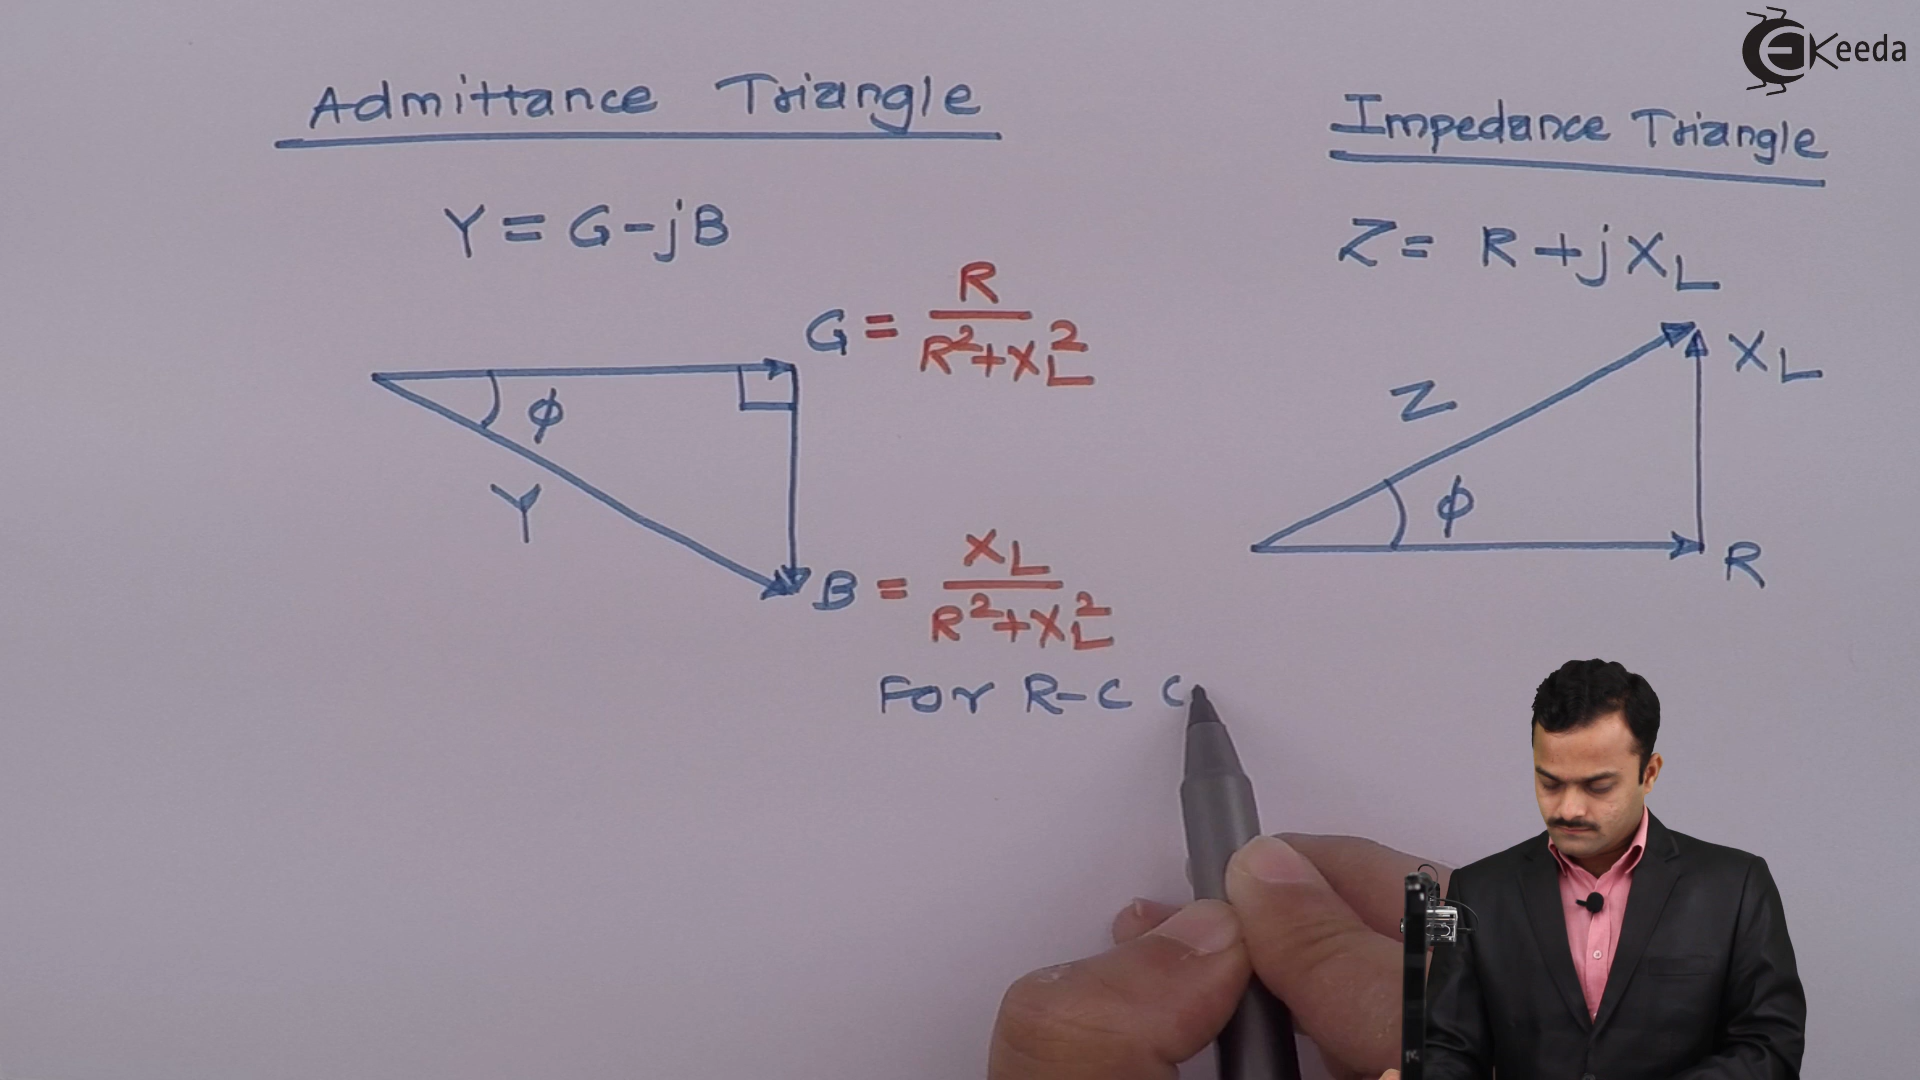 Keeda
Admittance Triangle
Impedance Triangle
Y = G-jB
Z = R+jX_L
G = R / R²+X_L²
X_L
φ
Z
Y
φ
R
B = X_L / R²+X_L²
For R-C C